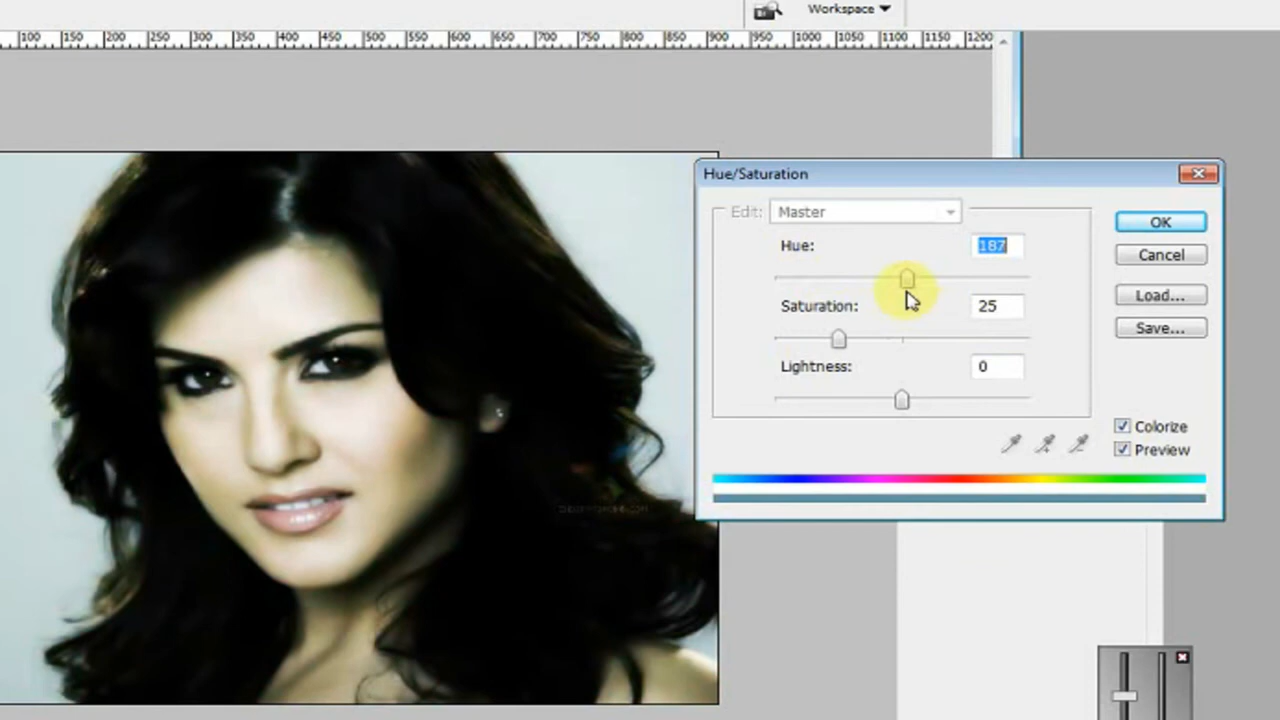 Workspace
100 150 200 250 300 350 400 450 500 550 600 650 700 750 800 850 900 950 1000 1050 1100 1150 1200
Hue/Saturation
Edit: Master
Hue: 187
Saturation: 25
Lightness: 0
OK
Cancel
Load...
Save...
Colorize
Preview